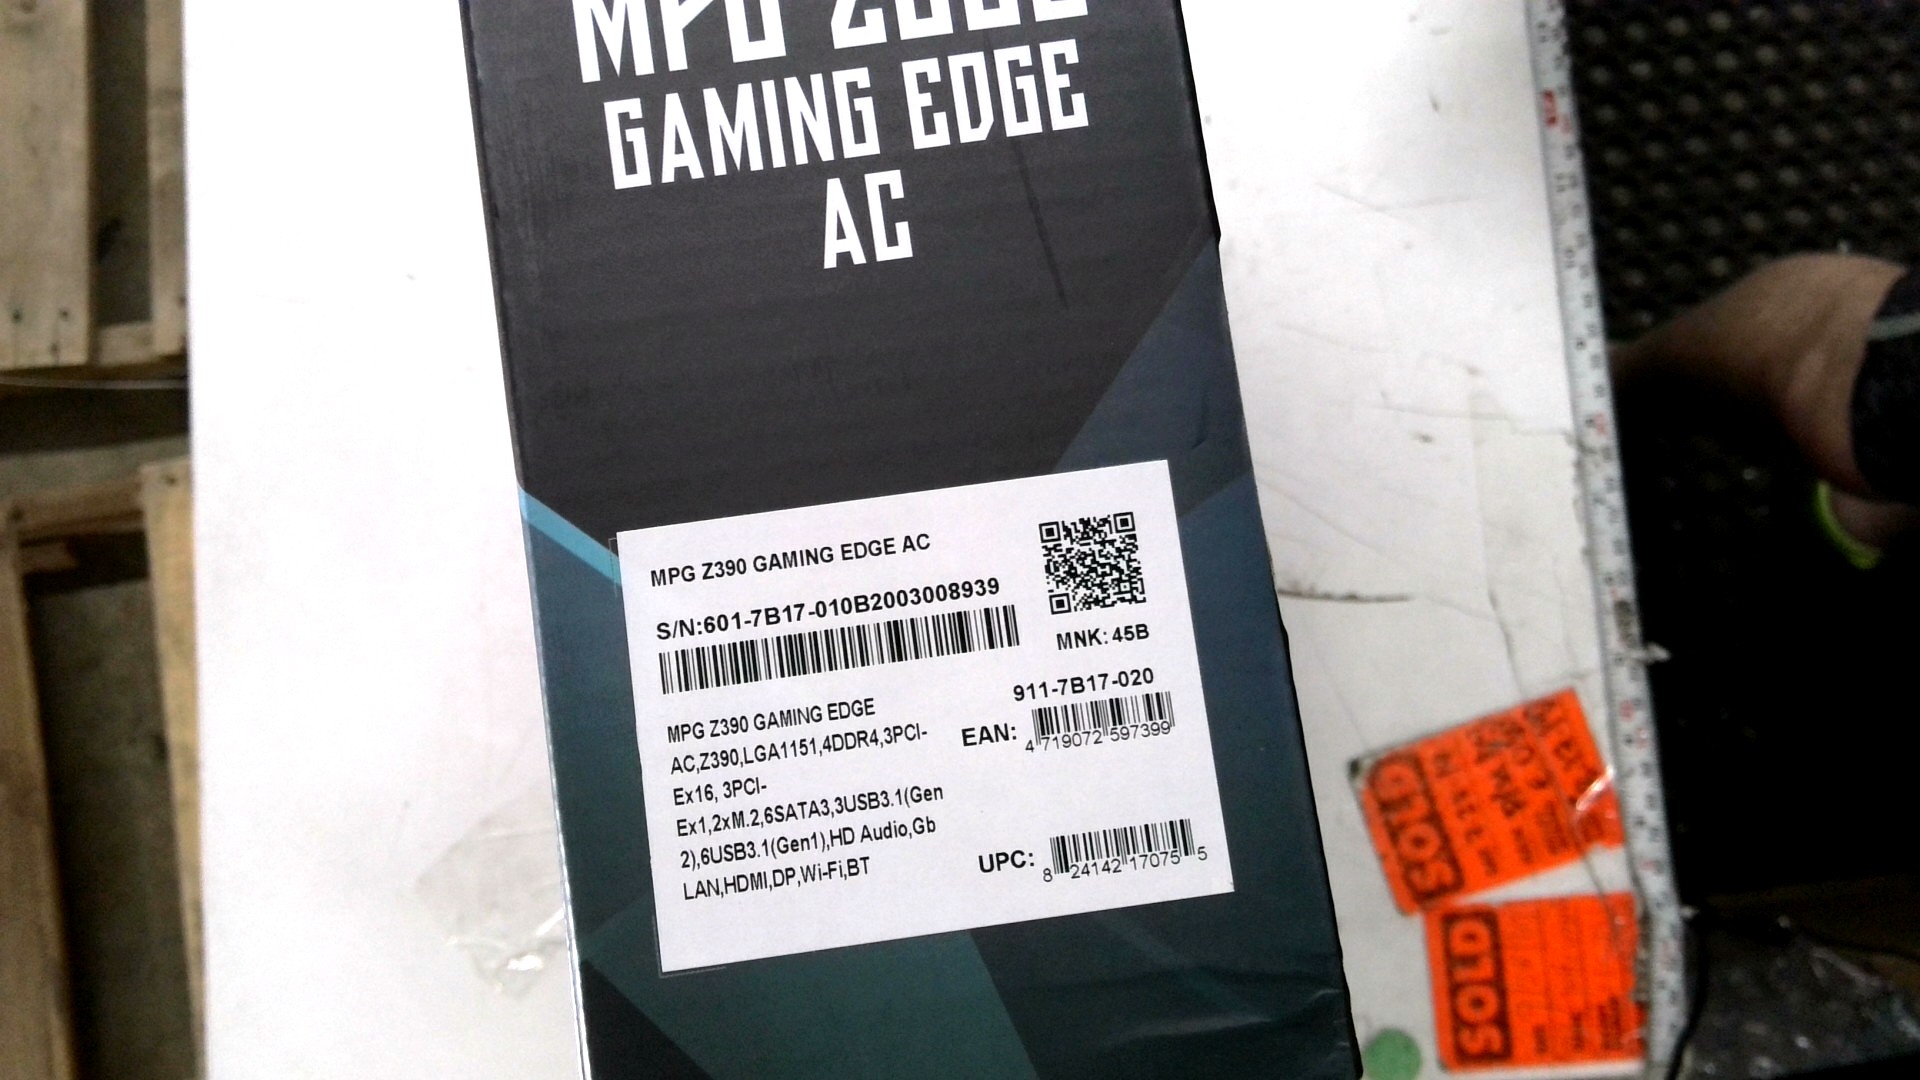 MPG Z390
GAMING EDGE
AC
MPG Z390 GAMING EDGE AC
S/N:601-7B17-010B2003008939
MNK: 45B
911-7B17-020
MPG Z390 GAMING EDGE
AC,Z390,LGA1151,4DDR4,3PCI-
Ex16, 3PCI-
Ex1,2xM.2,6SATA3,3USB3.1(Gen
2),6USB3.1(Gen1),HD Audio,Gb
LAN,HDMI,DP,Wi-Fi,BT
EAN:
4 719072 597399
UPC:
8 24142 17075 5
SOLD
SOLD